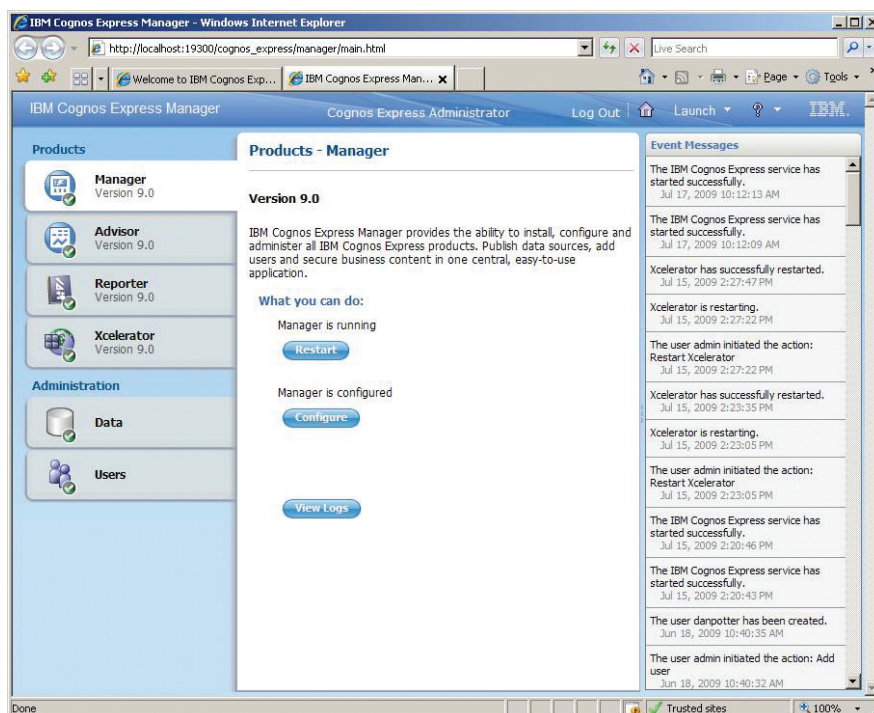 IBM Cognos Express Manager - Windows Internet Explorer
http://localhost:19300/cognos_express/manager/main.html
Live Search
Welcome to IBM Cognos Exp...
IBM Cognos Express Man...
Page
Tools
IBM Cognos Express Manager
Cognos Express Administrator
Log Out
Launch
?
IBM.
Products
Manager
Version 9.0
Advisor
Version 9.0
Reporter
Version 9.0
Xcelerator
Version 9.0
Administration
Data
Users
Products - Manager
Version 9.0
IBM Cognos Express Manager provides the ability to install, configure and
administer all IBM Cognos Express products. Publish data sources, add
users and secure business content in one central, easy-to-use
application.
What you can do:
Manager is running
Restart
Manager is configured
Configure
View Logs
Event Messages
The IBM Cognos Express service has
started successfully.
Jul 17, 2009 10:12:13 AM
The IBM Cognos Express service has
started successfully.
Jul 17, 2009 10:12:09 AM
Xcelerator has successfully restarted.
Jul 15, 2009 2:27:47 PM
Xcelerator is restarting.
Jul 15, 2009 2:27:22 PM
The user admin initiated the action:
Restart Xcelerator
Jul 15, 2009 2:27:22 PM
Xcelerator has successfully restarted.
Jul 15, 2009 2:23:35 PM
Xcelerator is restarting.
Jul 15, 2009 2:23:05 PM
The user admin initiated the action:
Restart Xcelerator
Jul 15, 2009 2:23:05 PM
The IBM Cognos Express service has
started successfully.
Jul 15, 2009 2:20:46 PM
The IBM Cognos Express service has
started successfully.
Jul 15, 2009 2:20:43 PM
The user danpotter has been created.
Jun 18, 2009 10:40:35 AM
The user admin initiated the action: Add
user
Jun 18, 2009 10:40:32 AM
Done
Trusted sites
100%